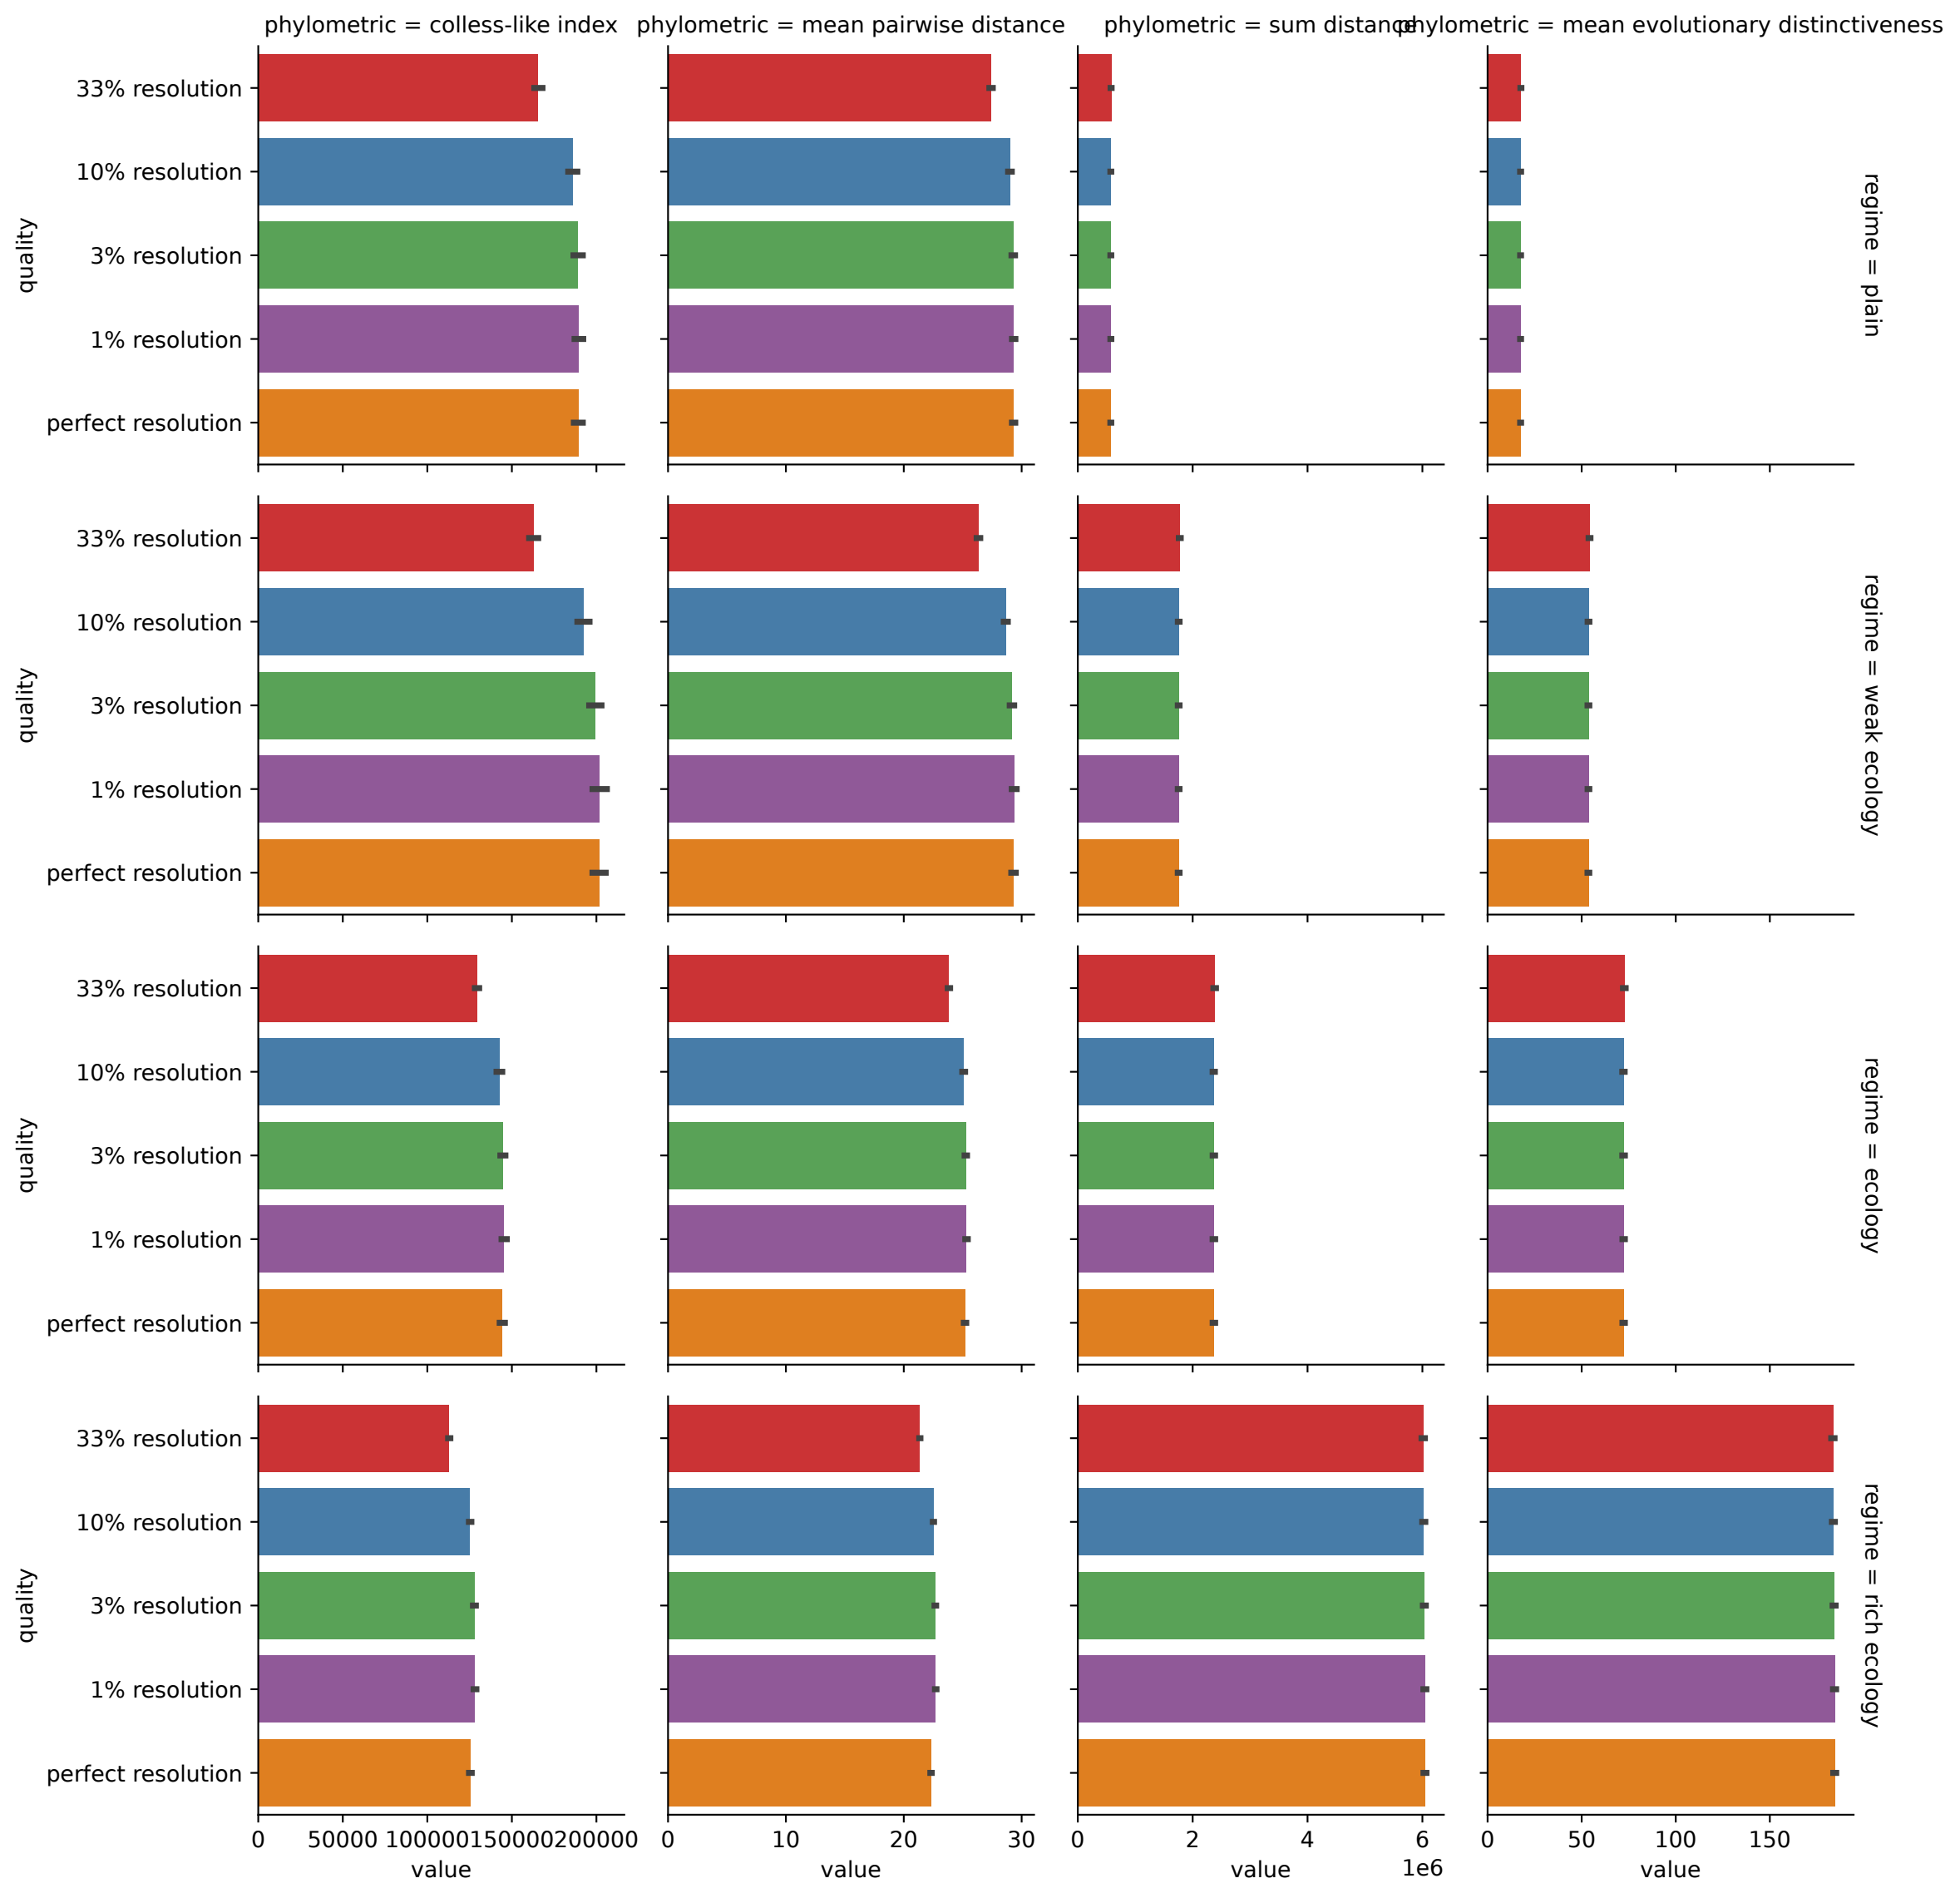 phylometric = colless-like index
phylometric = mean pairwise distance
phylometric = sum distance
phylometric = mean evolutionary distinctiveness
quality
33% resolution
10% resolution
3% resolution
1% resolution
perfect resolution
regime = plain
quality
33% resolution
10% resolution
3% resolution
1% resolution
perfect resolution
regime = weak ecology
quality
33% resolution
10% resolution
3% resolution
1% resolution
perfect resolution
regime = ecology
quality
33% resolution
10% resolution
3% resolution
1% resolution
perfect resolution
regime = rich ecology
0 50000 100000 150000 200000
value
0 10 20 30
value
0 2 4 6
1e6
value
0 50 100 150
value